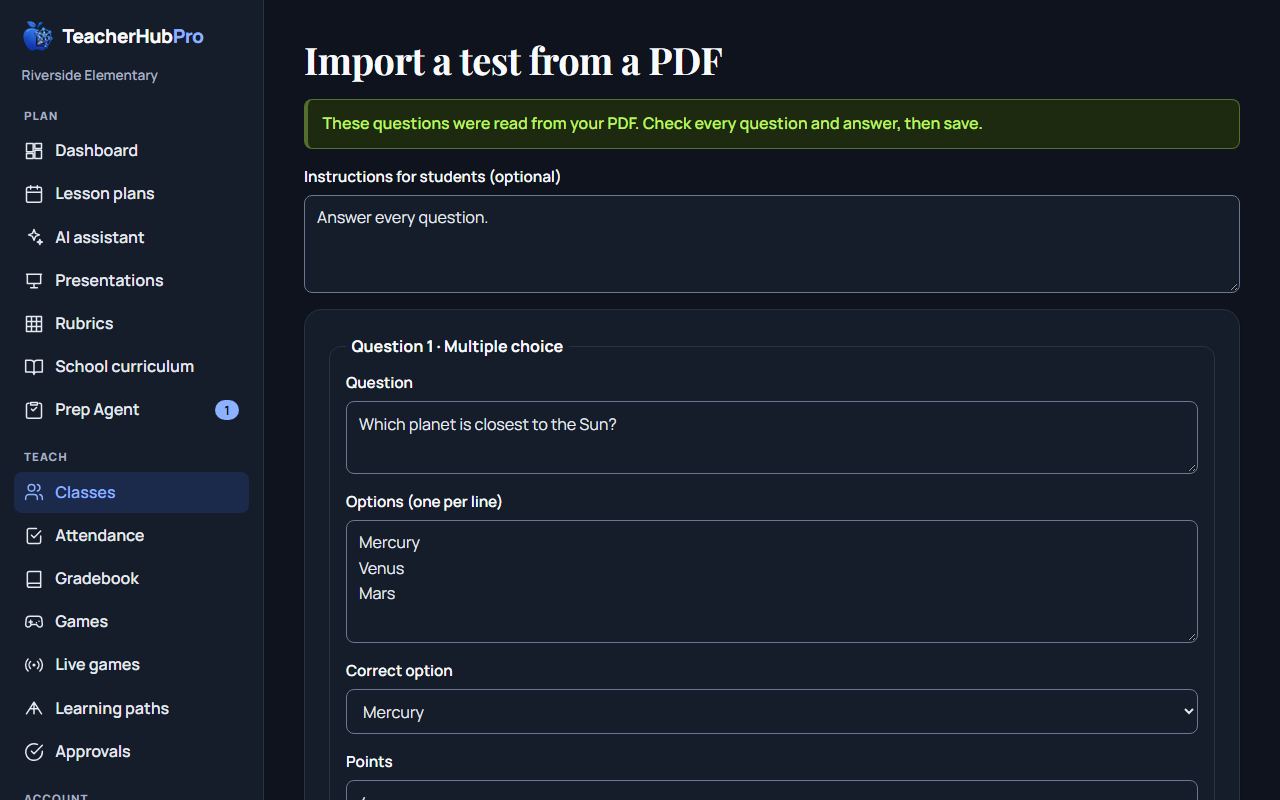 TeacherHubPro
Riverside Elementary
PLAN
Dashboard
Lesson plans
AI assistant
Presentations
Rubrics
School curriculum
Prep Agent
1
TEACH
Classes
Attendance
Gradebook
Games
Live games
Learning paths
Approvals
ACCOUNT
Import a test from a PDF
These questions were read from your PDF. Check every question and answer, then save.
Instructions for students (optional)
Answer every question.
Question 1 · Multiple choice
Question
Which planet is closest to the Sun?
Options (one per line)
Mercury
Venus
Mars
Correct option
Mercury
Points